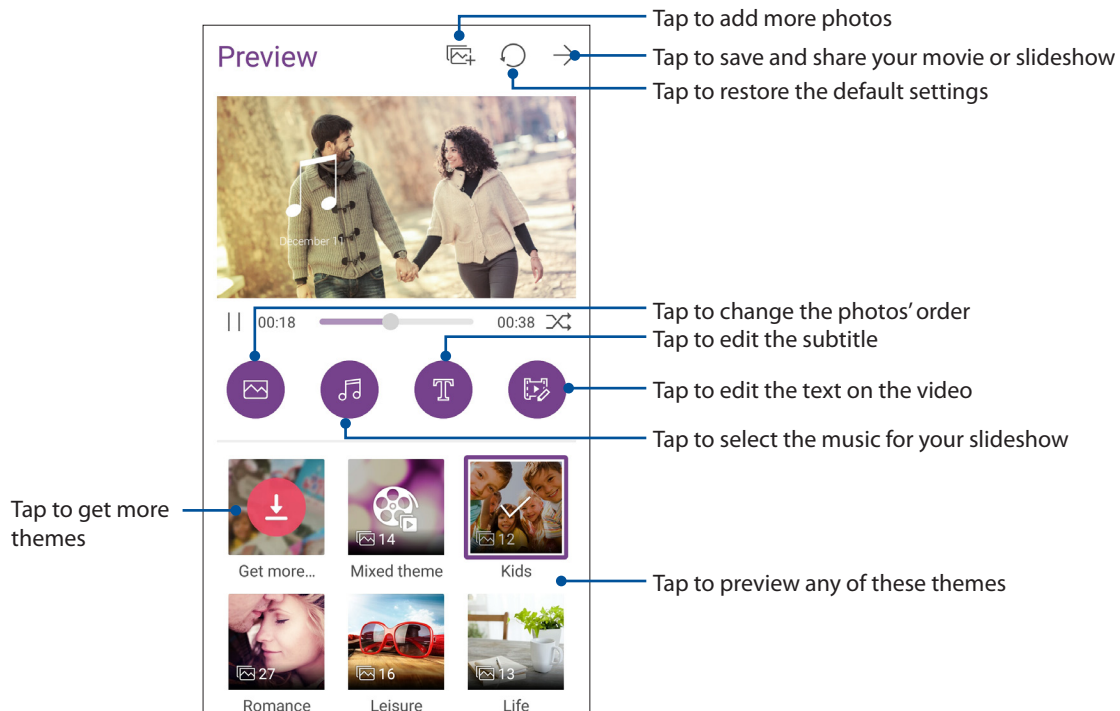 Tap to add more photos
Preview
Tap to save and share your movie or slideshow
Tap to restore the default settings
December 11
Tap to change the photos' order
00:18
00:38
Tap to edit the subtitle
Tap to edit the text on the video
Tap to select the music for your slideshow
Tap to get more
themes
14
12
Get more...
Mixed theme
Kids
Tap to preview any of these themes
27
16
13
Romance
Leisure
Life